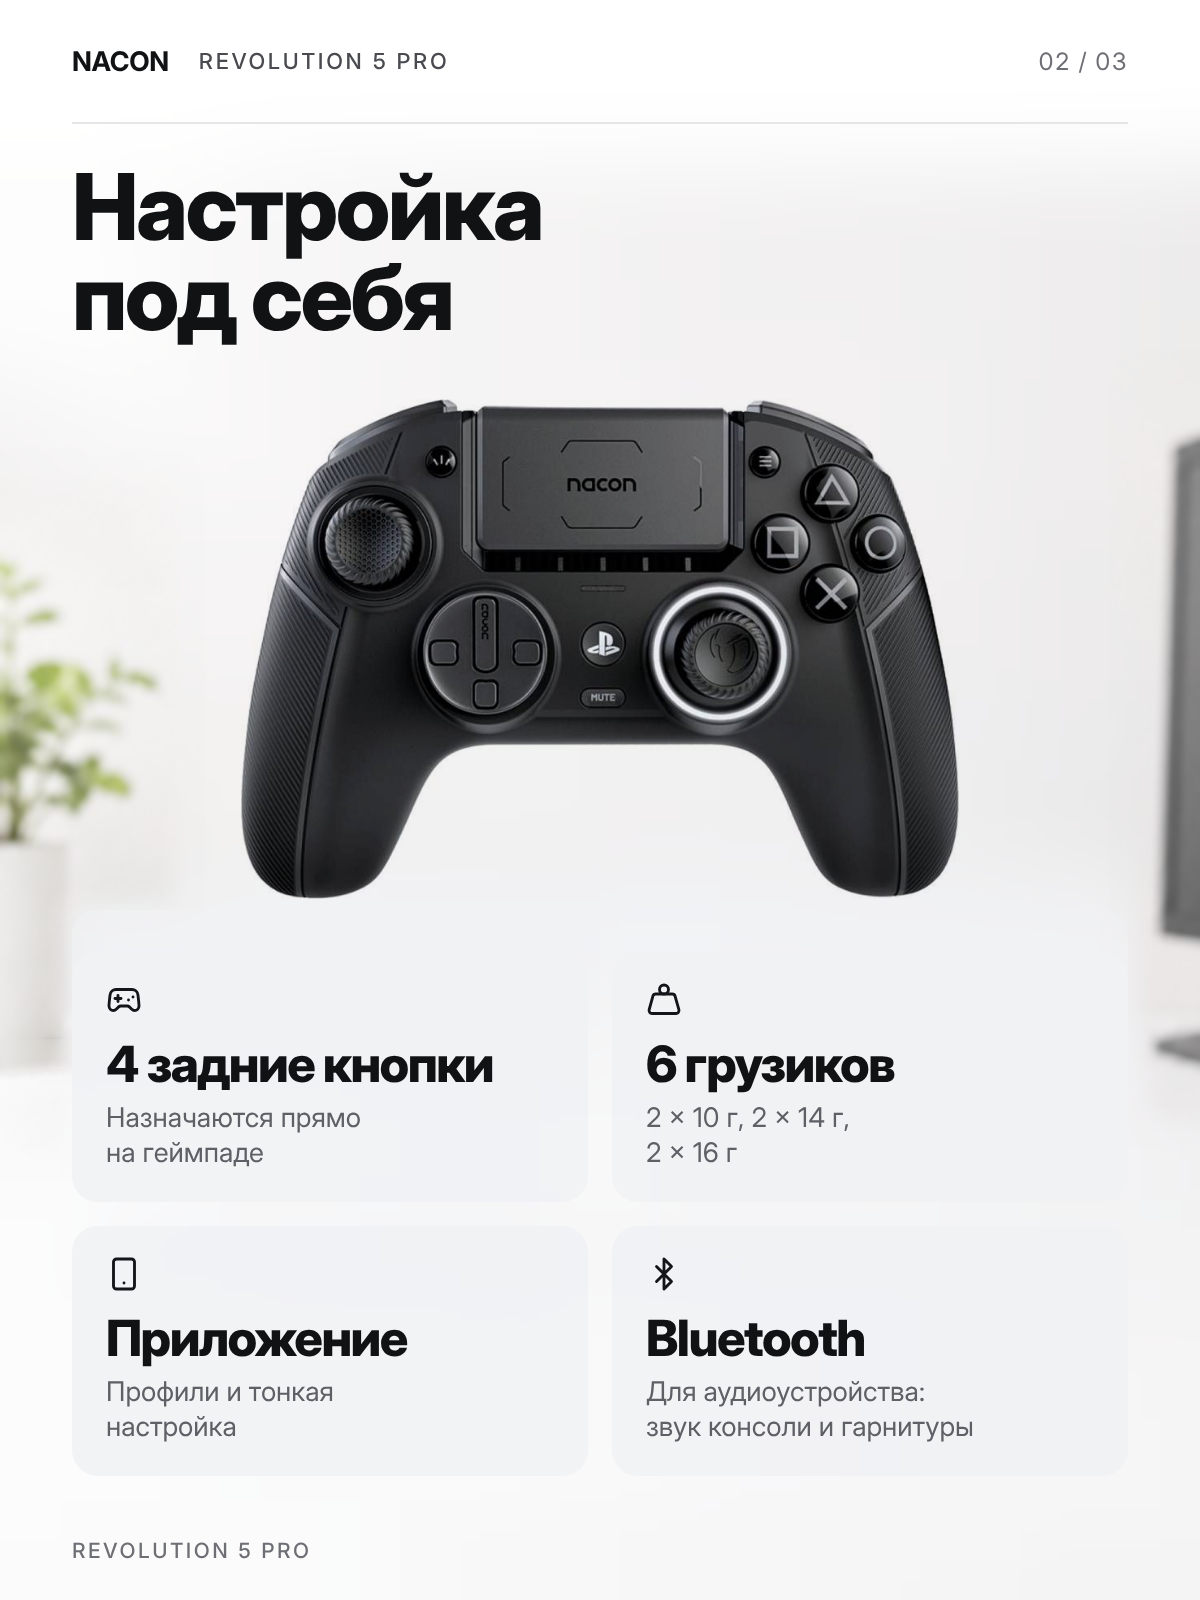 NACON REVOLUTION 5 PRO 02 / 03
Настройка
под себя
nacon
nacon
MUTE
4 задние кнопки
Назначаются прямо
на геймпаде
6 грузиков
2 × 10 г, 2 × 14 г,
2 × 16 г
Приложение
Профили и тонкая
настройка
Bluetooth
Для аудиоустройства:
звук консоли и гарнитуры
REVOLUTION 5 PRO